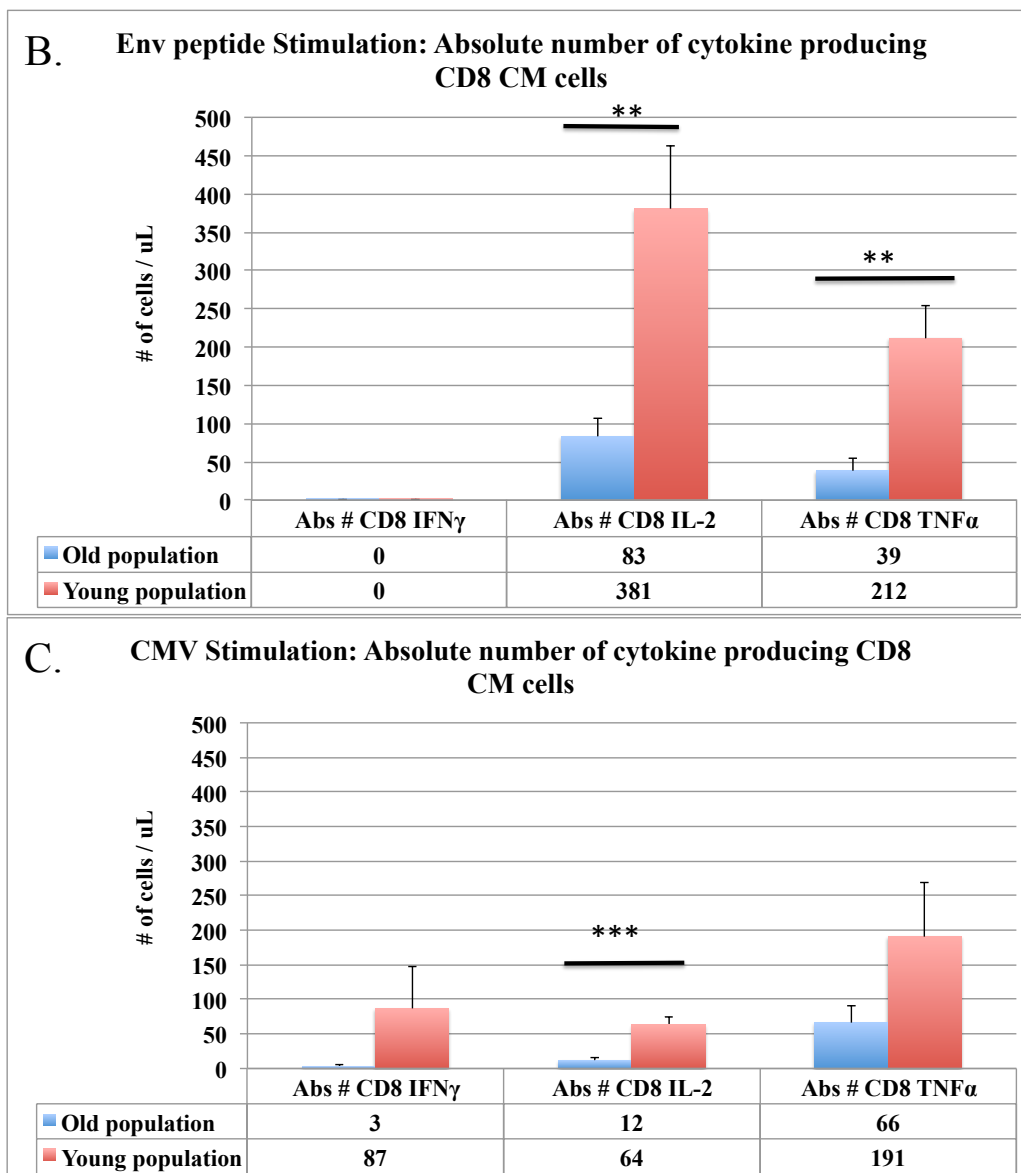 B.
Env peptide Stimulation: Absolute number of cytokine producing
CD8 CM cells
# of cells / uL
500
450
400
350
300
250
200
150
100
50
0
**
**
Abs # CD8 IFNγ Abs # CD8 IL-2 Abs # CD8 TNFα
Old population 0 83 39
Young population 0 381 212
C.
CMV Stimulation: Absolute number of cytokine producing CD8
CM cells
# of cells / uL
500
450
400
350
300
250
200
150
100
50
0
***
Abs # CD8 IFNγ Abs # CD8 IL-2 Abs # CD8 TNFα
Old population 3 12 66
Young population 87 64 191